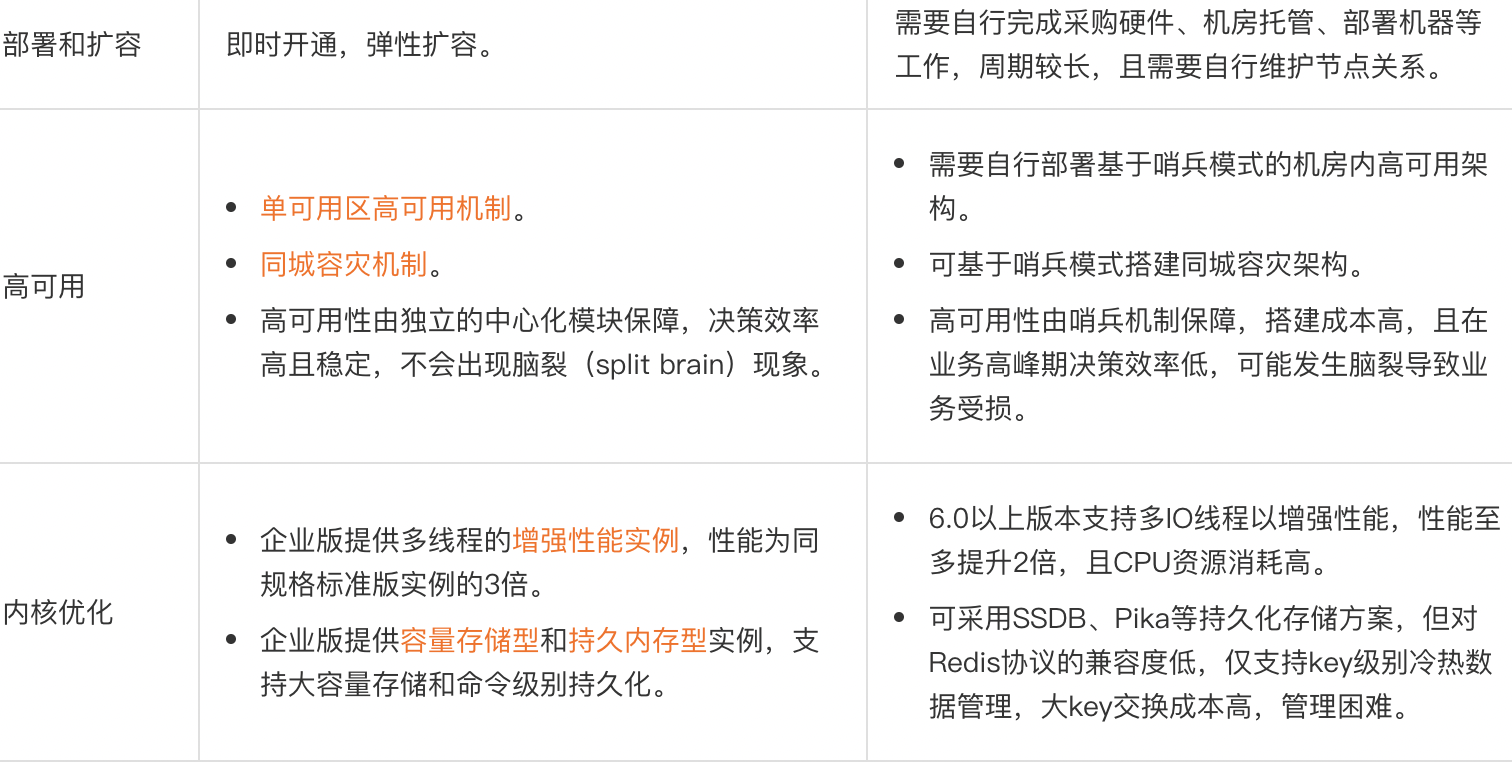 部署和扩容
即时开通，弹性扩容。
需要自行完成采购硬件、机房托管、部署机器等
工作，周期较长，且需要自行维护节点关系。
高可用
单可用区高可用机制。
同城容灾机制。
高可用性由独立的中心化模块保障，决策效率
高且稳定，不会出现脑裂（split brain）现象。
需要自行部署基于哨兵模式的机房内高可用架
构。
可基于哨兵模式搭建同城容灾架构。
高可用性由哨兵机制保障，搭建成本高，且在
业务高峰期决策效率低，可能发生脑裂导致业
务受损。
内核优化
企业版提供多线程的增强性能实例，性能为同
规格标准版实例的3倍。
企业版提供容量存储型和持久内存型实例，支
持大容量存储和命令级别持久化。
6.0以上版本支持多IO线程以增强性能，性能至
多提升2倍，且CPU资源消耗高。
可采用SSDB、Pika等持久化存储方案，但对
Redis协议的兼容度低，仅支持key级别冷热数
据管理，大key交换成本高，管理困难。